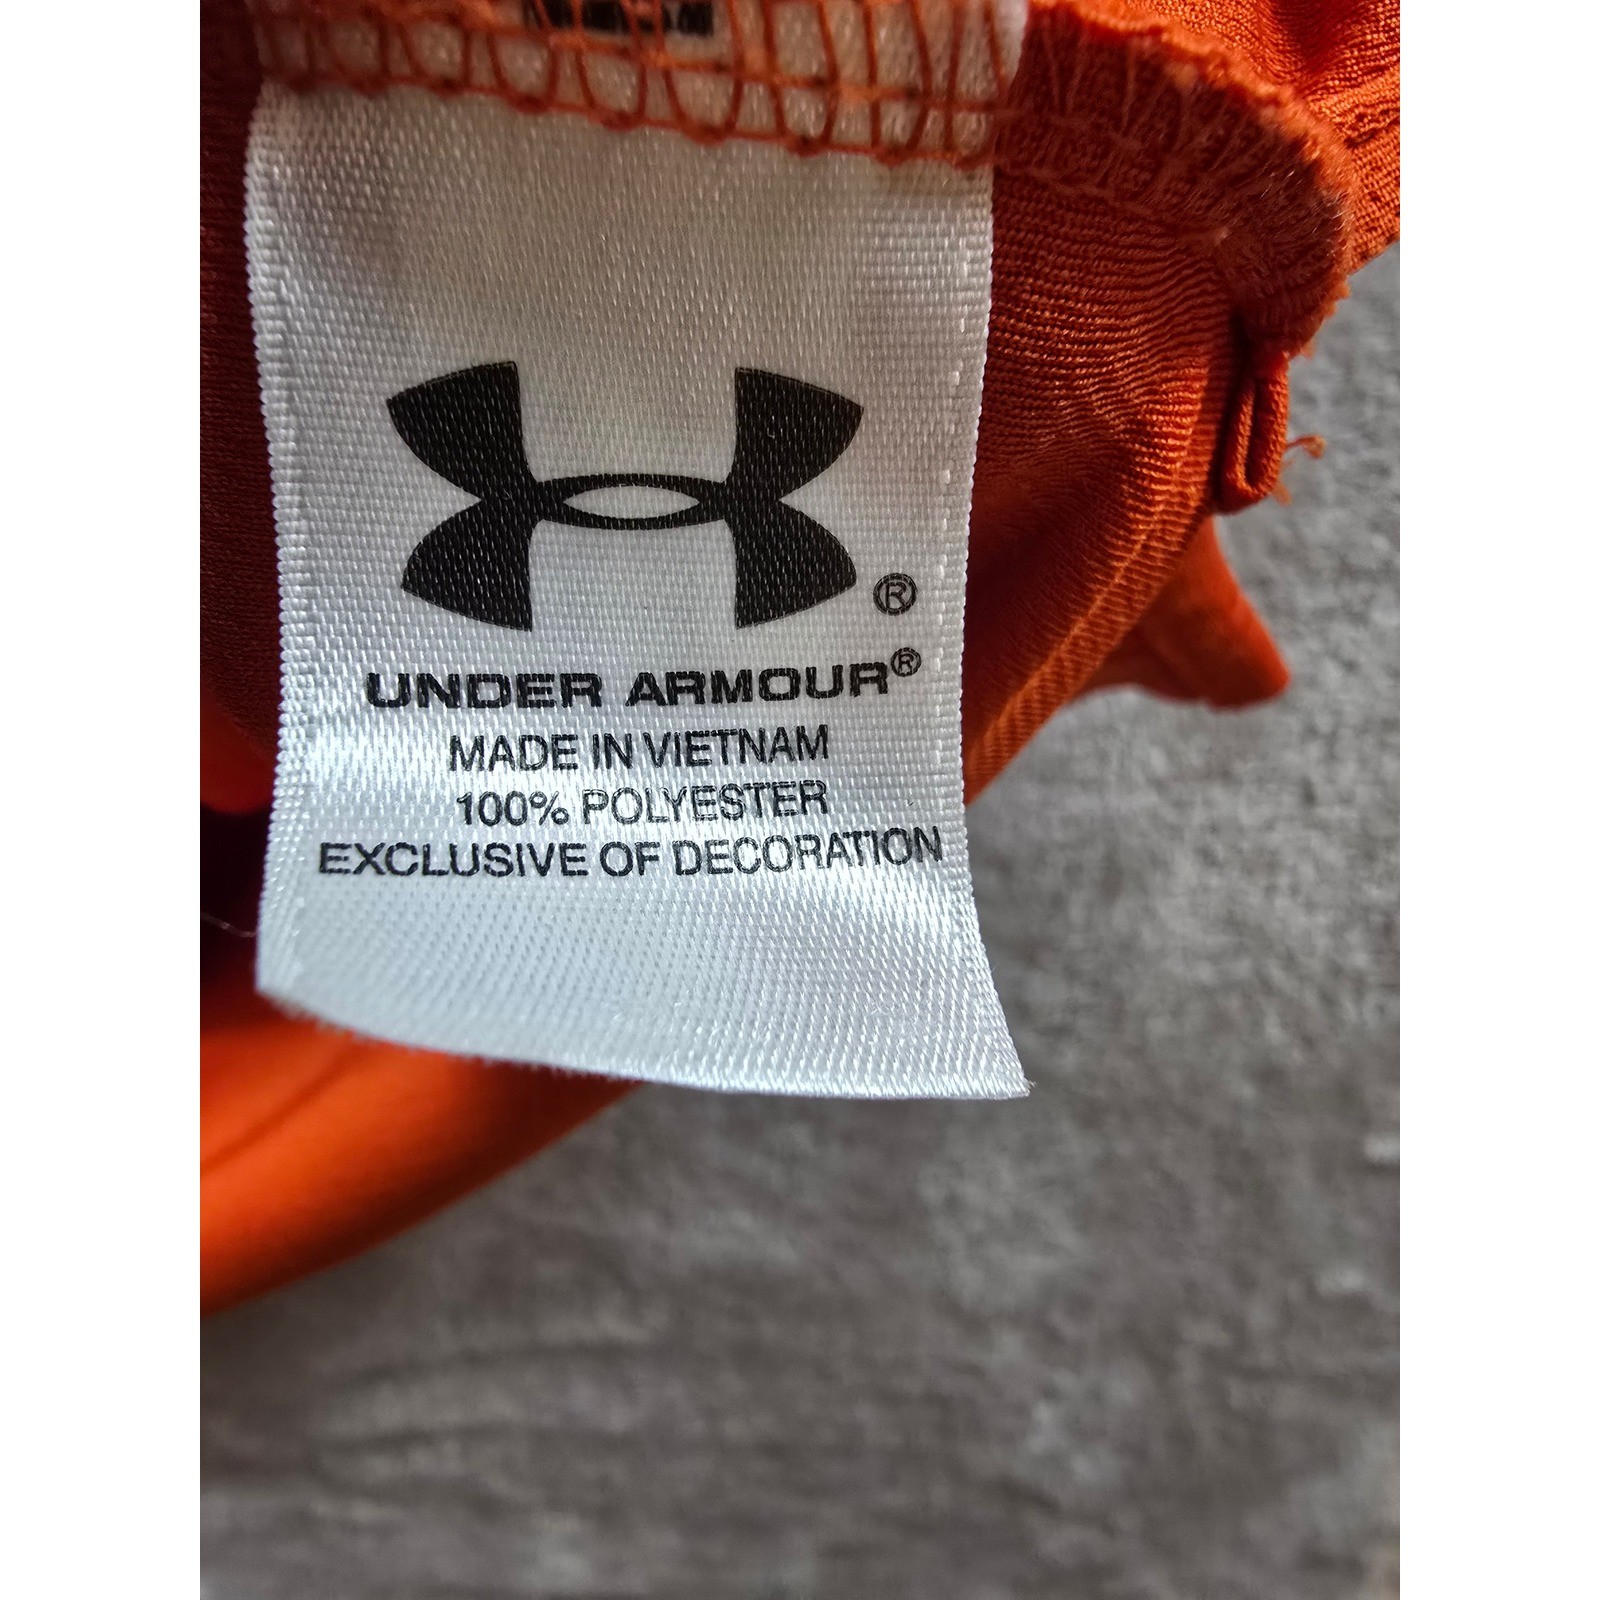 ®
UNDER ARMOUR®
MADE IN VIETNAM
100% POLYESTER
EXCLUSIVE OF DECORATION